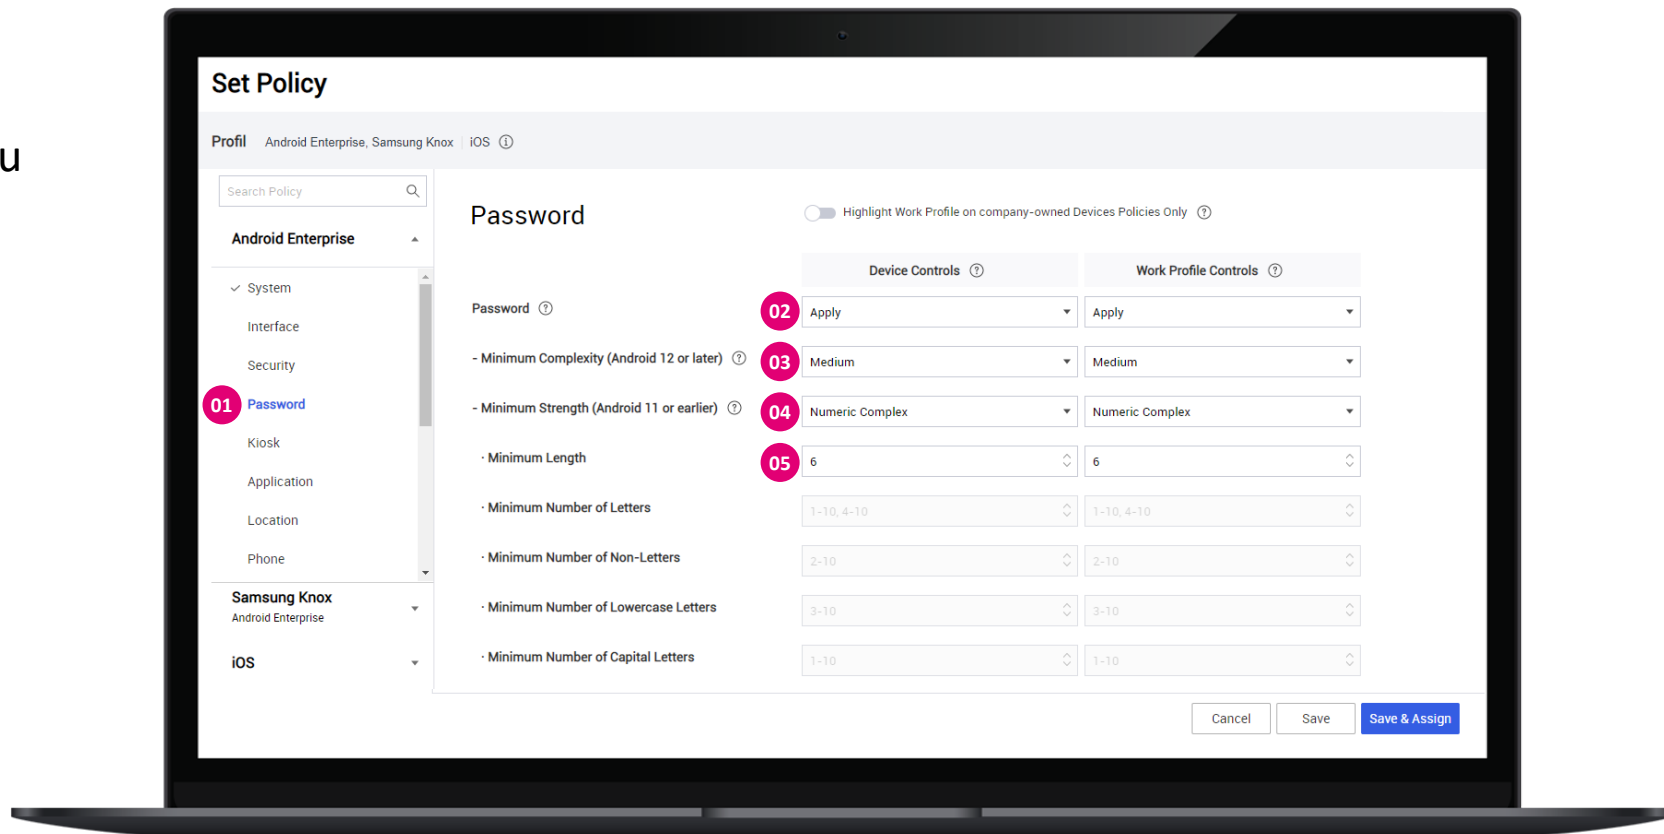 u
Set Policy
Profil Android Enterprise, Samsung Knox iOS
Search Policy
Android Enterprise
System
Interface
Security
01 Password
Kiosk
Application
Location
Phone
Samsung Knox
Android Enterprise
iOS
Password
Highlight Work Profile on company-owned Devices Policies Only ?
Device Controls ? Work Profile Controls ?
Password ? 02 Apply Apply
- Minimum Complexity (Android 12 or later) ? 03 Medium Medium
- Minimum Strength (Android 11 or earlier) ? 04 Numeric Complex Numeric Complex
· Minimum Length 05 6 6
· Minimum Number of Letters 1-10, 4-10 1-10, 4-10
· Minimum Number of Non-Letters 2-10 2-10
· Minimum Number of Lowercase Letters 3-10 3-10
· Minimum Number of Capital Letters 1-10 1-10
Cancel Save Save & Assign